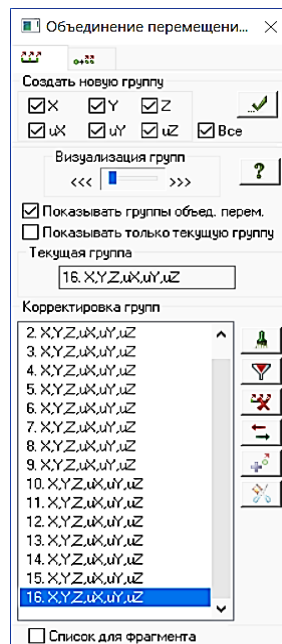 Объединение перемещени...
Создать новую группу
X Y Z
uX uY uZ Все
Визуализация групп
<<< >>> ?
Показывать группы объед. перем.
Показывать только текущую группу
Текущая группа
16. X,Y,Z,uX,uY,uZ
Корректировка групп
2. X,Y,Z,uX,uY,uZ
3. X,Y,Z,uX,uY,uZ
4. X,Y,Z,uX,uY,uZ
5. X,Y,Z,uX,uY,uZ
6. X,Y,Z,uX,uY,uZ
7. X,Y,Z,uX,uY,uZ
8. X,Y,Z,uX,uY,uZ
9. X,Y,Z,uX,uY,uZ
10. X,Y,Z,uX,uY,uZ
11. X,Y,Z,uX,uY,uZ
12. X,Y,Z,uX,uY,uZ
13. X,Y,Z,uX,uY,uZ
14. X,Y,Z,uX,uY,uZ
15. X,Y,Z,uX,uY,uZ
16. X,Y,Z,uX,uY,uZ
Список для фрагмента